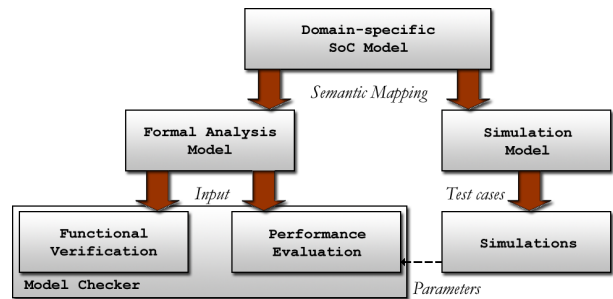 Domain-specific
SoC Model
Semantic Mapping
Formal Analysis
Model
Simulation
Model
Input
Test cases
Functional
Verification
Performance
Evaluation
Simulations
Model Checker
Parameters